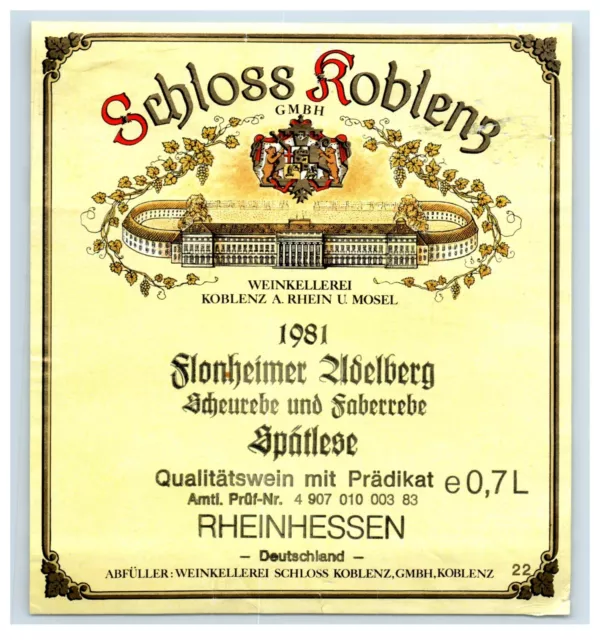 Schloss Koblenz
GMBH
WEINKELLEREI
KOBLENZ A. RHEIN U. MOSEL
1981
Flonheimer Adelberg
Scheurebe und Faberrebe
Spätlese
Qualitätswein mit Prädikat e 0,7 L
Amtl. Prüf-Nr. 4 907 010 003 83
RHEINHESSEN
– Deutschland –
ABFÜLLER: WEINKELLEREI SCHLOSS KOBLENZ, GMBH, KOBLENZ 22